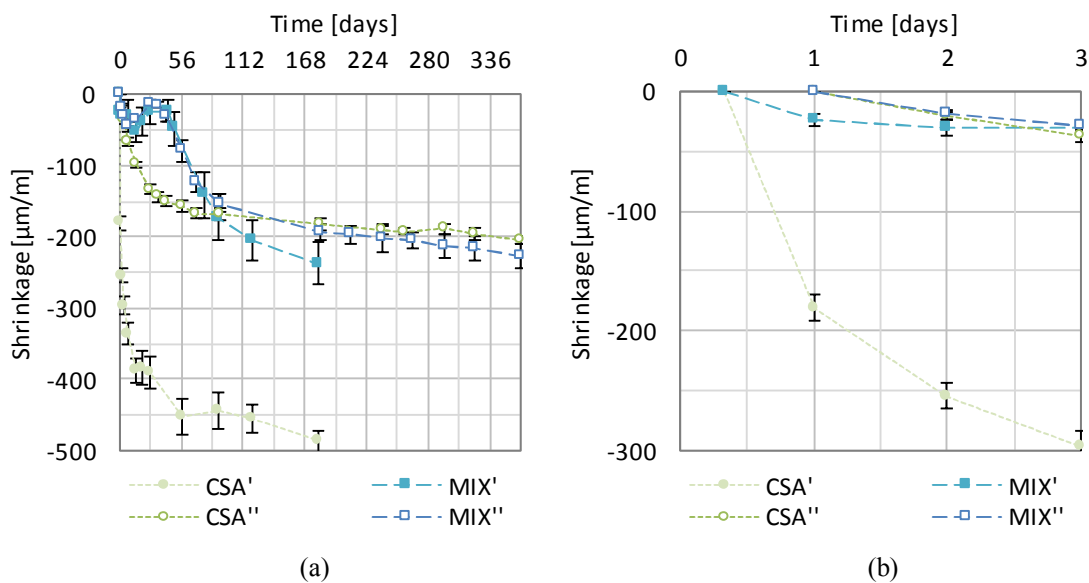 Time [days]
0 56 112 168 224 280 336
0
-100
-200
-300
-400
-500
Shrinkage [µm/m]
CSA' MIX'
CSA'' MIX''
(a)
Time [days]
0 1 2 3
0
-100
-200
-300
Shrinkage [µm/m]
CSA' MIX'
CSA'' MIX''
(b)